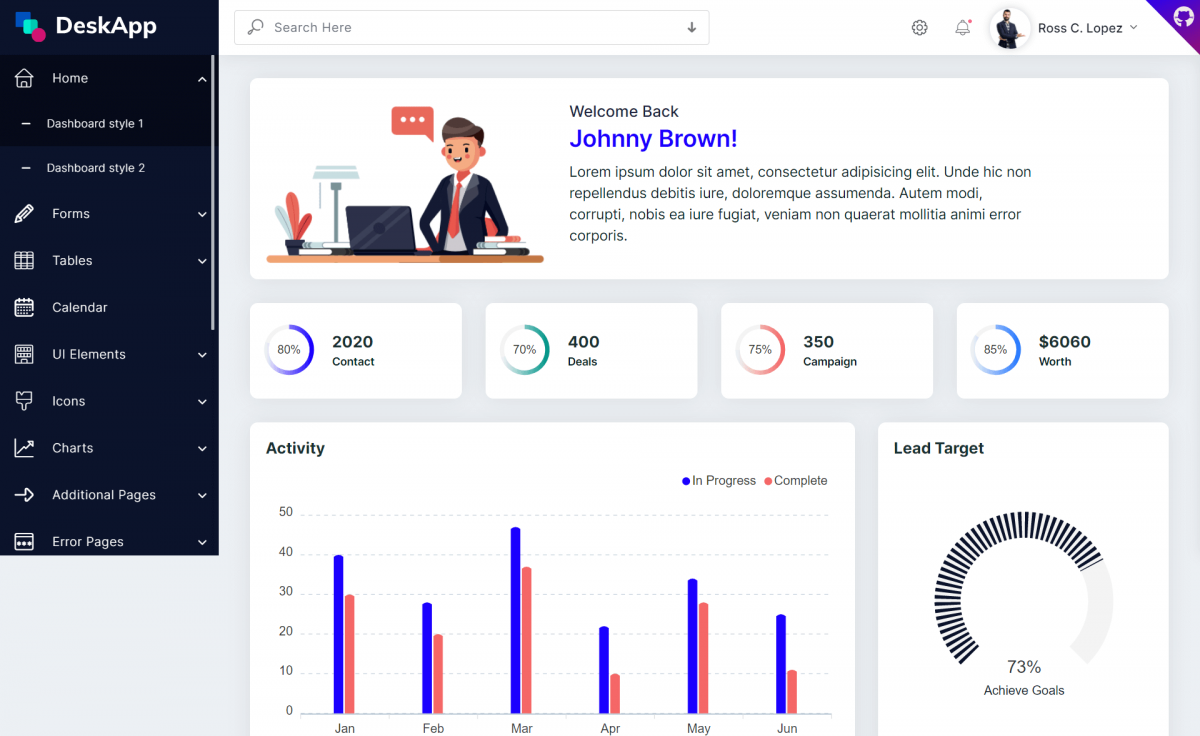 DeskApp
Search Here
Ross C. Lopez
Home
Dashboard style 1
Dashboard style 2
Forms
Tables
Calendar
UI Elements
Icons
Charts
Additional Pages
Error Pages
Welcome Back
Johnny Brown!
Lorem ipsum dolor sit amet, consectetur adipisicing elit. Unde hic non
repellendus debitis iure, doloremque assumenda. Autem modi,
corrupti, nobis ea iure fugiat, veniam non quaerat mollitia animi error
corporis.
80%
2020
Contact
70%
400
Deals
75%
350
Campaign
85%
$6060
Worth
Activity
In Progress Complete
50
40
30
20
10
0
Jan Feb Mar Apr May Jun
Lead Target
73%
Achieve Goals